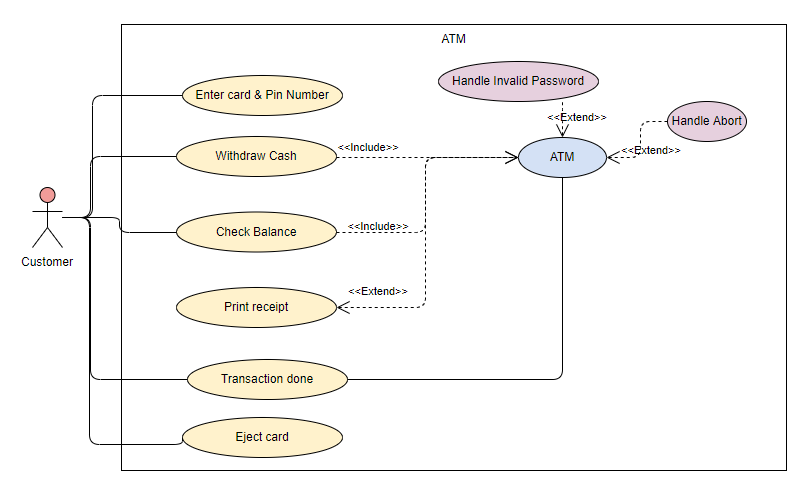 ATM
Handle Invalid Password
Enter card & Pin Number
<<Extend>>
Handle Abort
Withdraw Cash
<<Include>>
ATM
<<Extend>>
Check Balance
<<Include>>
Customer
<<Extend>>
Print receipt
Transaction done
Eject card